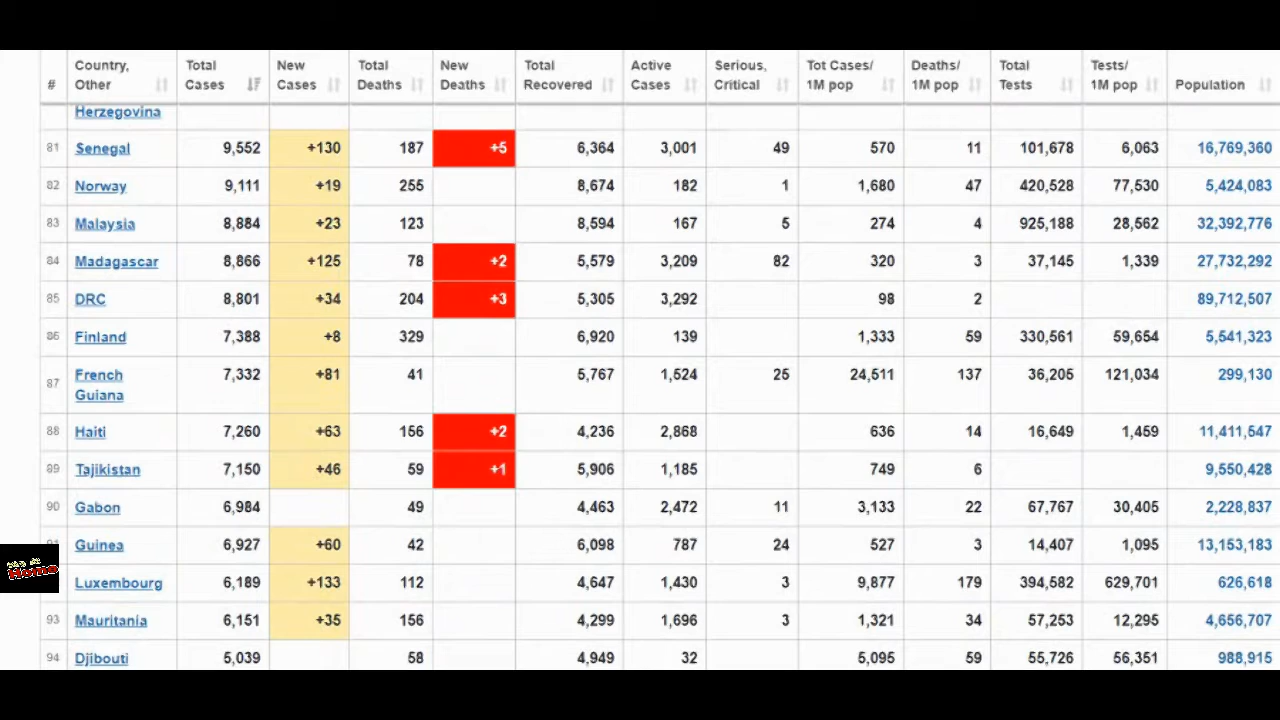 # Country, Other Total Cases New Cases Total Deaths New Deaths Total Recovered Active Cases Serious, Critical Tot Cases/ 1M pop Deaths/ 1M pop Total Tests Tests/ 1M pop Population
Herzegovina
81 Senegal 9,552 +130 187 +5 6,364 3,001 49 570 11 101,678 6,063 16,769,360
82 Norway 9,111 +19 255 8,674 182 1 1,680 47 420,528 77,530 5,424,083
83 Malaysia 8,884 +23 123 8,594 167 5 274 4 925,188 28,562 32,392,776
84 Madagascar 8,866 +125 78 +2 5,579 3,209 82 320 3 37,145 1,339 27,732,292
85 DRC 8,801 +34 204 +3 5,305 3,292 98 2 89,712,507
86 Finland 7,388 +8 329 6,920 139 1,333 59 330,561 59,654 5,541,323
87 French Guiana 7,332 +81 41 5,767 1,524 25 24,511 137 36,205 121,034 299,130
88 Haiti 7,260 +63 156 +2 4,236 2,868 636 14 16,649 1,459 11,411,547
89 Tajikistan 7,150 +46 59 +1 5,906 1,185 749 6 9,550,428
90 Gabon 6,984 49 4,463 2,472 11 3,133 22 67,767 30,405 2,228,837
91 Guinea 6,927 +60 42 6,098 787 24 527 3 14,407 1,095 13,153,183
Luxembourg 6,189 +133 112 4,647 1,430 3 9,877 179 394,582 629,701 626,618
93 Mauritania 6,151 +35 156 4,299 1,696 3 1,321 34 57,253 12,295 4,656,707
94 Djibouti 5,039 58 4,949 32 5,095 59 55,726 56,351 988,915
Home